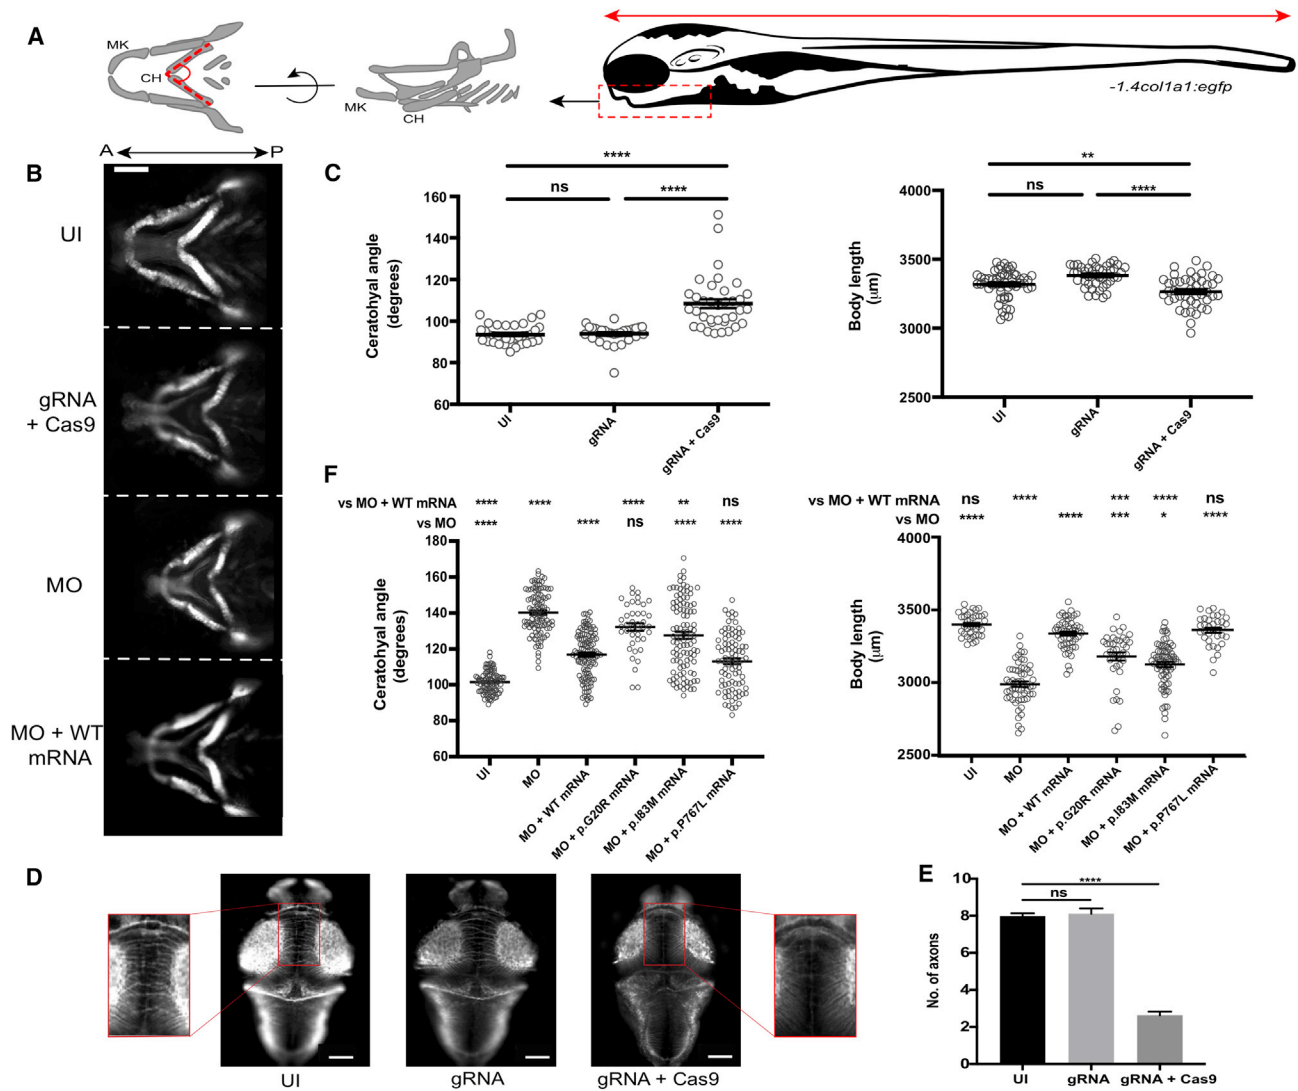 A
MK
CH
MK
CH
-1.4col1a1:egfp
A P
B
UI
gRNA
+ Cas9
MO
MO + WT
mRNA
C
****
ns
****
Ceratohyal angle
(degrees)
160
140
120
100
80
60
UI
gRNA
gRNA + Cas9
**
ns
****
Body length
(μm)
4000
3500
3000
2500
UI
gRNA
gRNA + Cas9
F
vs MO + WT mRNA **** **** **** ** ns
vs MO **** **** ns **** ****
Ceratohyal angle
(degrees)
180
160
140
120
100
80
60
UI
MO
MO + WT mRNA
MO + p.G20R mRNA
MO + p.I83M mRNA
MO + p.P767L mRNA
vs MO + WT mRNA ns **** *** **** ns
vs MO **** **** *** * ****
Body length
(μm)
4000
3500
3000
2500
UI
MO
MO + WT mRNA
MO + p.G20R mRNA
MO + p.I83M mRNA
MO + p.P767L mRNA
D
UI
gRNA
gRNA + Cas9
E
****
ns
No. of axons
10
8
6
4
2
0
UI
gRNA
gRNA + Cas9